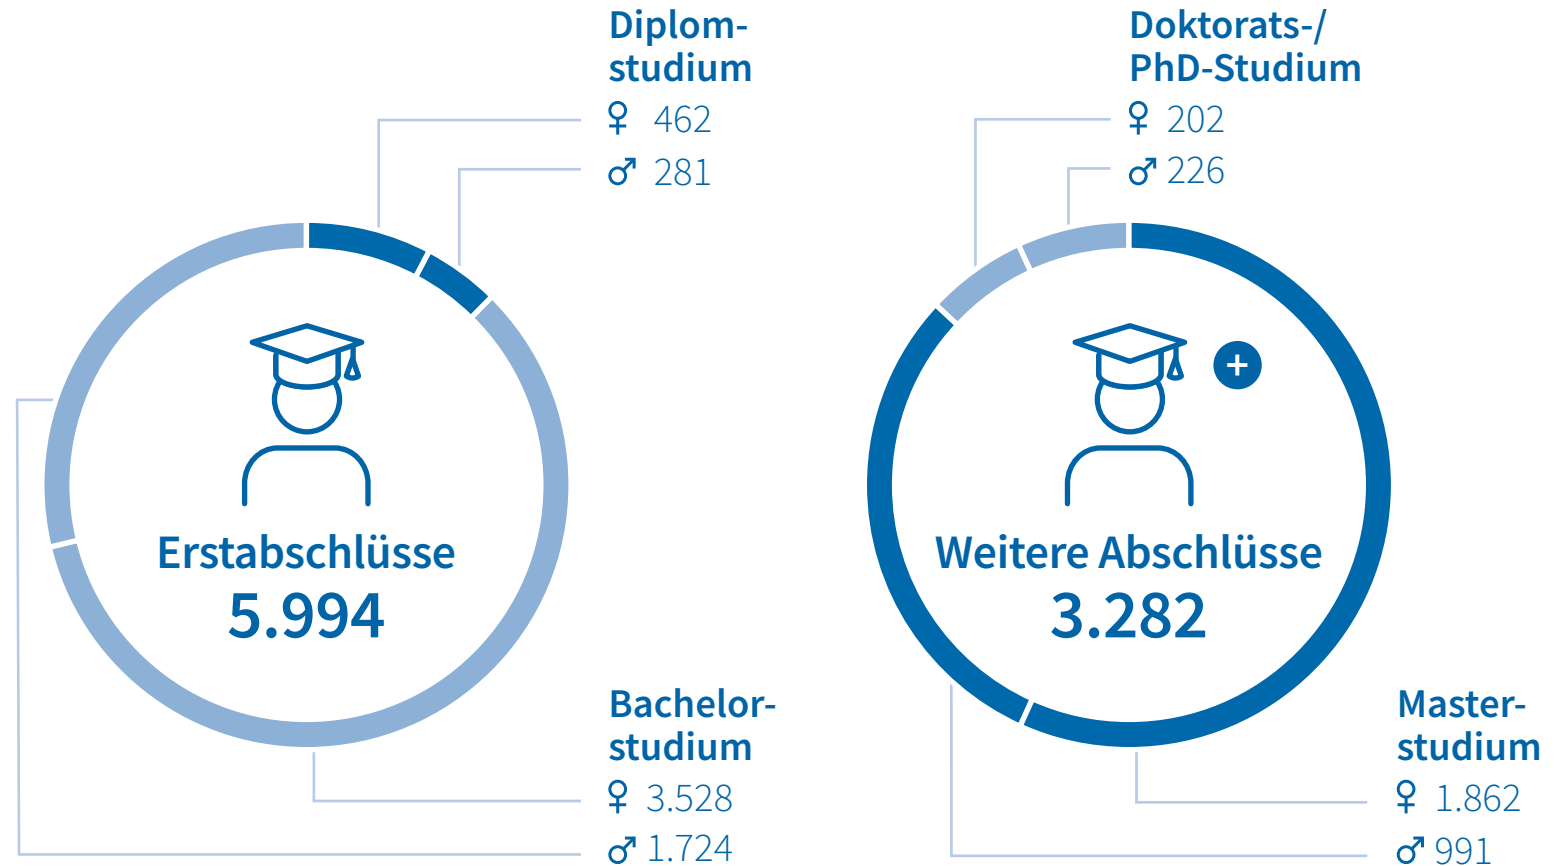 Diplom-
studium
♀ 462
♂ 281
Erstabschlüsse
5.994
Bachelor-
studium
♀ 3.528
♂ 1.724
Doktorats-/
PhD-Studium
♀ 202
♂ 226
+
Weitere Abschlüsse
3.282
Master-
studium
♀ 1.862
♂ 991